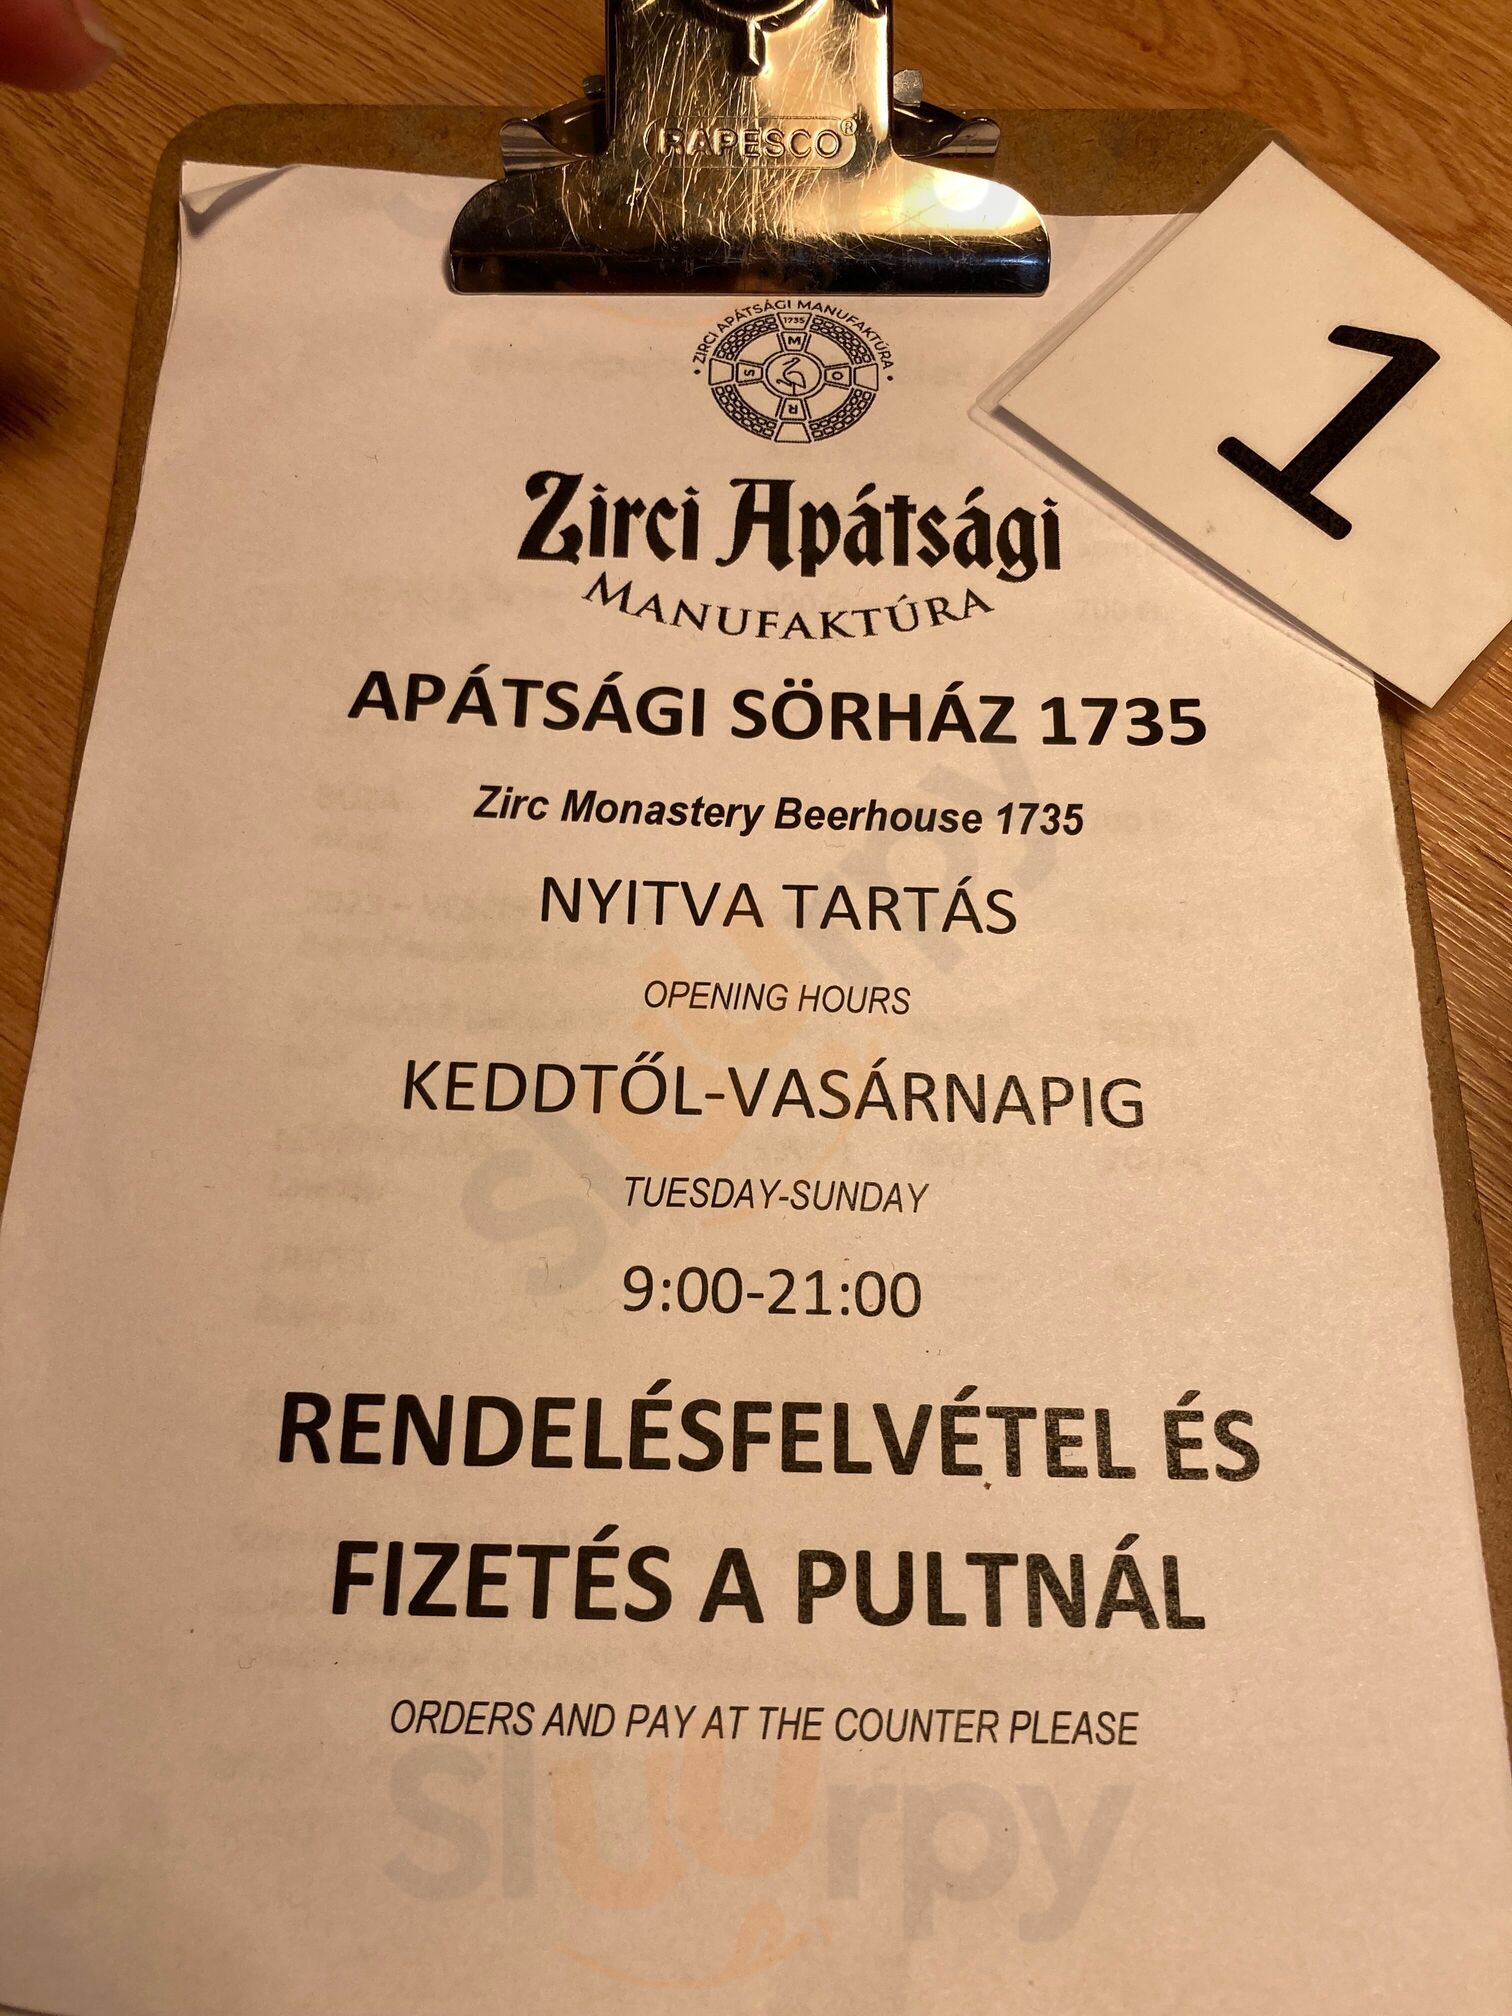 RAPESCO®
ZIRCI APÁTSÁGI MANUFAKTÚRA
1735
M
S O
R
1
Zirci Apátsági
MANUFAKTÚRA
APÁTSÁGI SÖRHÁZ 1735
Zirc Monastery Beerhouse 1735
NYITVA TARTÁS
OPENING HOURS
KEDDTŐL-VASÁRNAPIG
TUESDAY-SUNDAY
9:00-21:00
RENDELÉSFELVÉTEL ÉS
FIZETÉS A PULTNÁL
ORDERS AND PAY AT THE COUNTER PLEASE
sluurpy
sluurpy